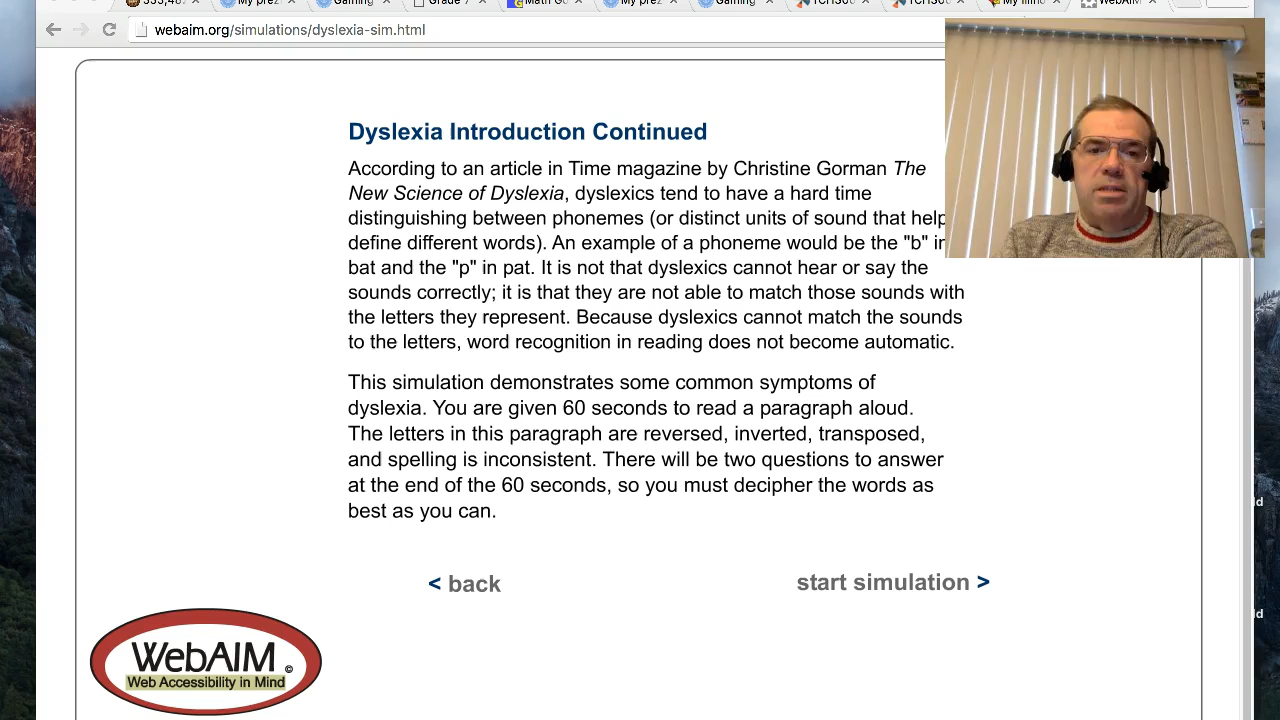 webaim.org/simulations/dyslexia-sim.html
Dyslexia Introduction Continued
According to an article in Time magazine by Christine Gorman The
New Science of Dyslexia, dyslexics tend to have a hard time
distinguishing between phonemes (or distinct units of sound that help
define different words). An example of a phoneme would be the "b" in
bat and the "p" in pat. It is not that dyslexics cannot hear or say the
sounds correctly; it is that they are not able to match those sounds with
the letters they represent. Because dyslexics cannot match the sounds
to the letters, word recognition in reading does not become automatic.
This simulation demonstrates some common symptoms of
dyslexia. You are given 60 seconds to read a paragraph aloud.
The letters in this paragraph are reversed, inverted, transposed,
and spelling is inconsistent. There will be two questions to answer
at the end of the 60 seconds, so you must decipher the words as
best as you can.
< back
start simulation >
WebAIM ©
Web Accessibility in Mind